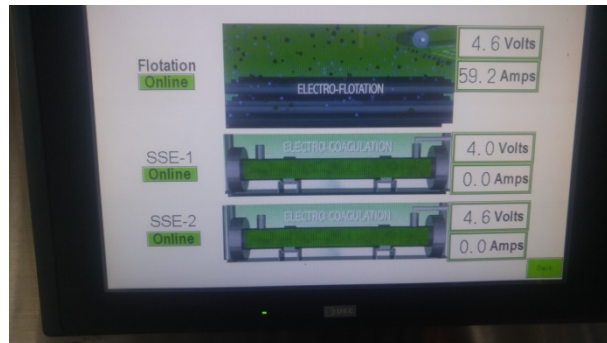 4.6 Volts
Flotation
Online
59.2 Amps
ELECTRO-FLOTATION
ELECTRO COAGULATION
SSE-1
Online
4.0 Volts
0.0 Amps
ELECTRO COAGULATION
SSE-2
Online
4.6 Volts
0.0 Amps